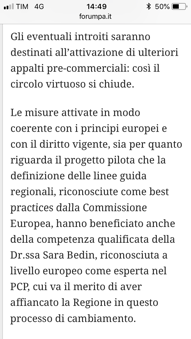 TIM 4G 14:49 50%
forumpa.it
Gli eventuali introiti saranno
destinati all'attivazione di ulteriori
appalti pre-commerciali: così il
circolo virtuoso si chiude.
Le misure attivate in modo
coerente con i principi europei e
con il diritto vigente, sia per quanto
riguarda il progetto pilota che la
definizione delle linee guida
regionali, riconosciute come best
practices dalla Commissione
Europea, hanno beneficiato anche
della competenza qualificata della
Dr.ssa Sara Bedin, riconosciuta a
livello europeo come esperta nel
PCP, cui va il merito di aver
affiancato la Regione in questo
processo di cambiamento.